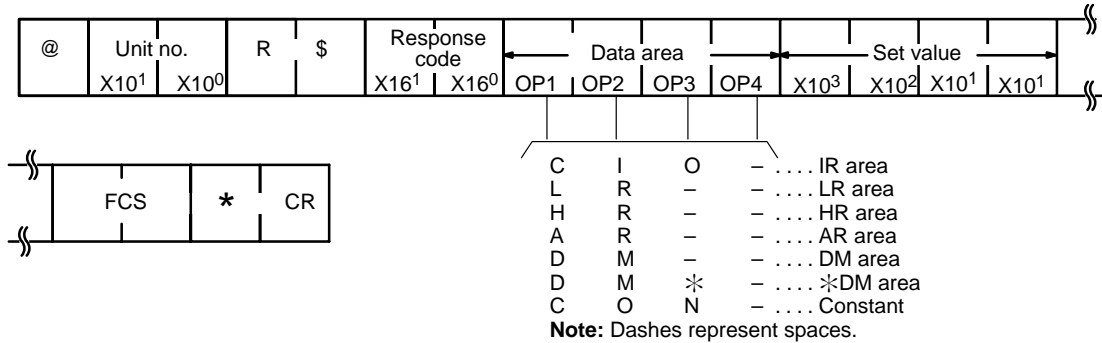 @ Unit no. R $ Response code Data area Set value
X10¹ X10⁰ X16¹ X16⁰ OP1 OP2 OP3 OP4 X10³ X10² X10¹ X10¹
FCS * CR
C I O – . . . . IR area
L R – – . . . . LR area
H R – – . . . . HR area
A R – – . . . . AR area
D M – – . . . . DM area
D M ✳ – . . . . ✳DM area
C O N – . . . . Constant
Note: Dashes represent spaces.